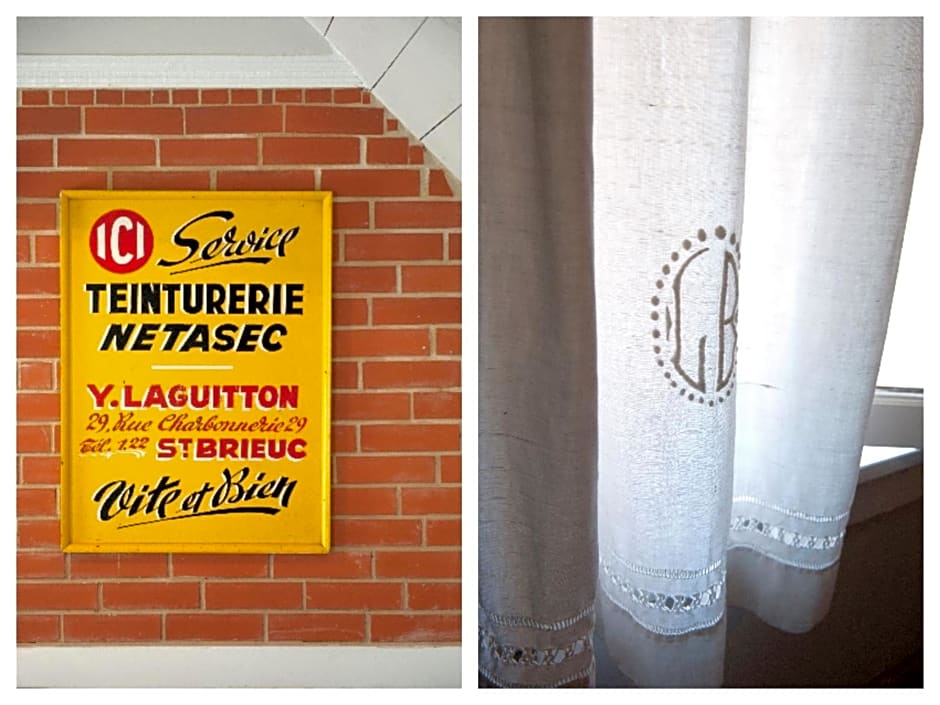 ICI Service
TEINTURERIE
NETASEC
Y. LAGUITTON
29, Rue Charbonnerie 29
Tél. 1.22 ST BRIEUC
Vite et Bien